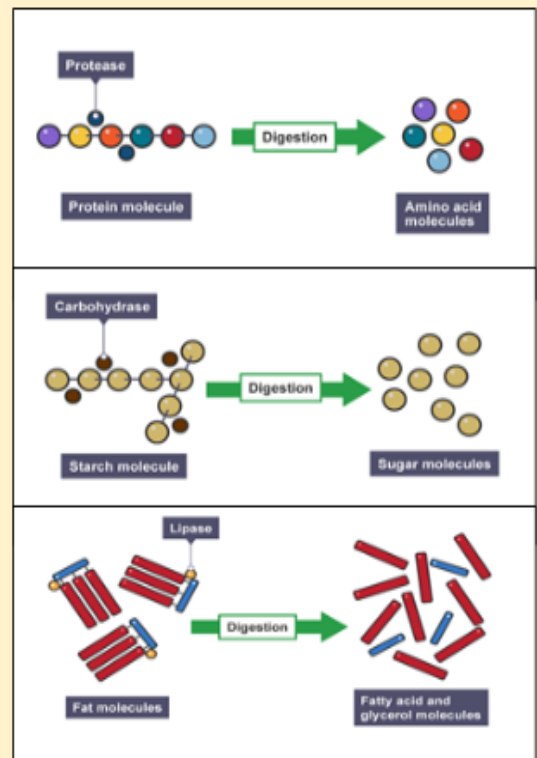 Protease
Digestion
Protein molecule
Amino acid
molecules
Carbohydrase
Digestion
Starch molecule
Sugar molecules
Lipase
Digestion
Fat molecules
Fatty acid and
glycerol molecules